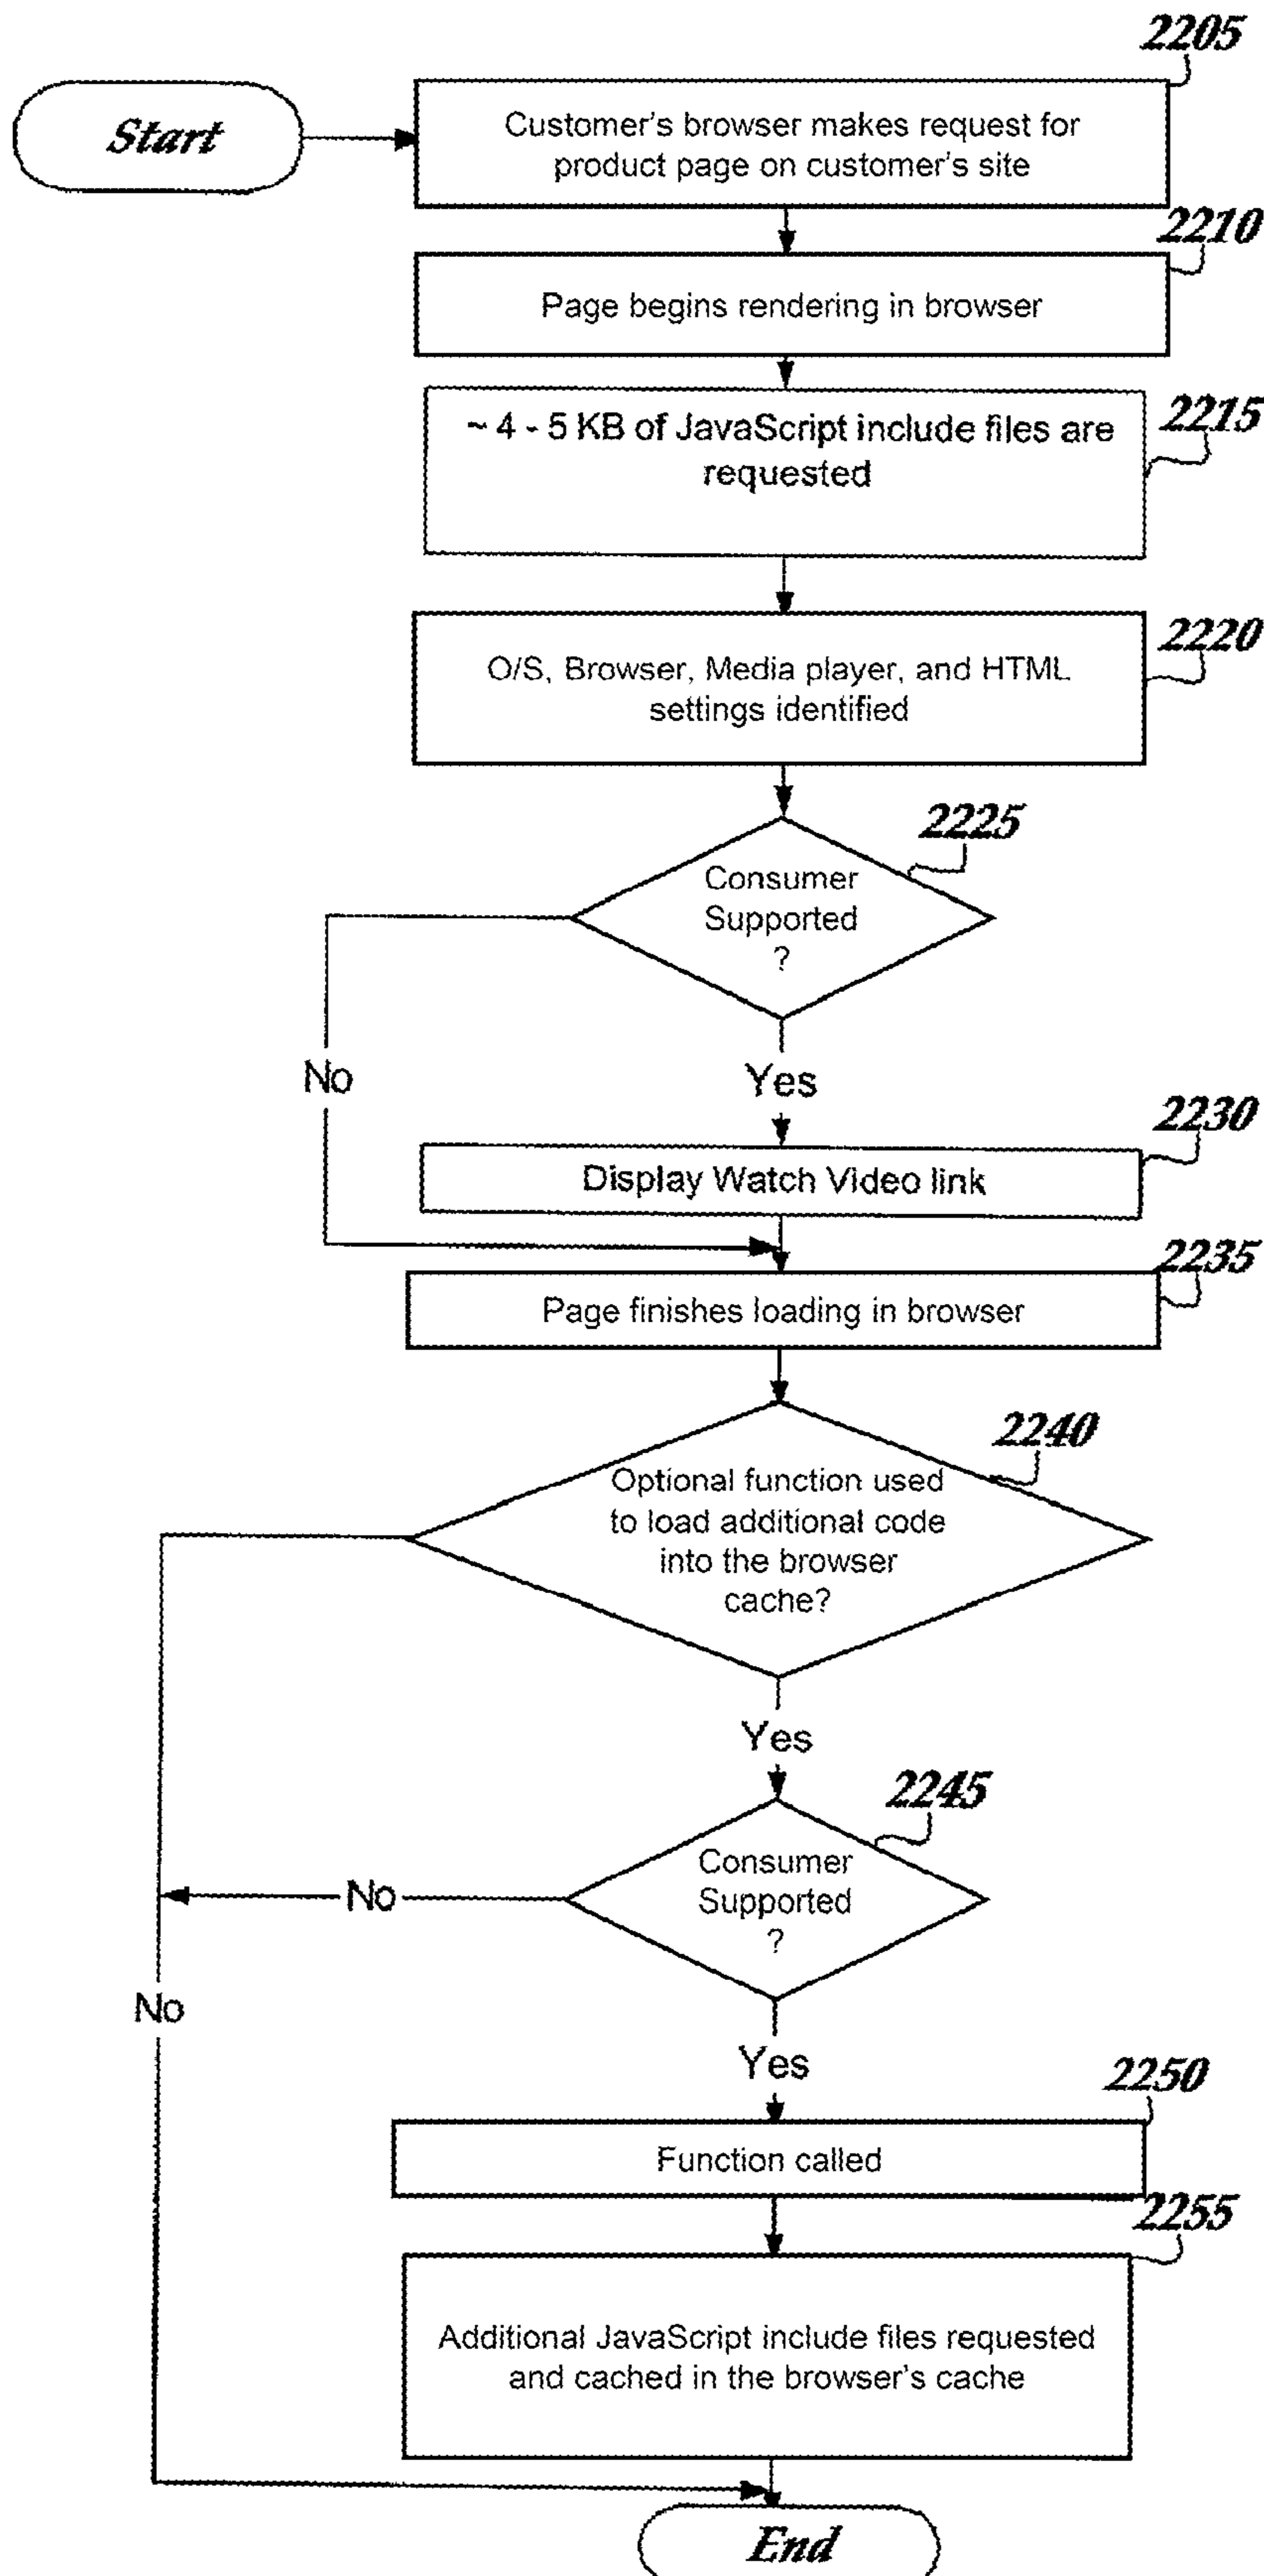 2205
Start
Customer's browser makes request for
product page on customer's site
2210
Page begins rendering in browser
2215
~ 4 - 5 KB of JavaScript include files are
requested
2220
O/S, Browser, Media player, and HTML
settings identified
2225
Consumer
Supported
?
No
Yes
2230
Display Watch Video link
2235
Page finishes loading in browser
2240
Optional function used
to load additional code
into the browser
cache?
Yes
2245
Consumer
Supported
?
No
No
Yes
2250
Function called
2255
Additional JavaScript include files requested
and cached in the browser's cache
End